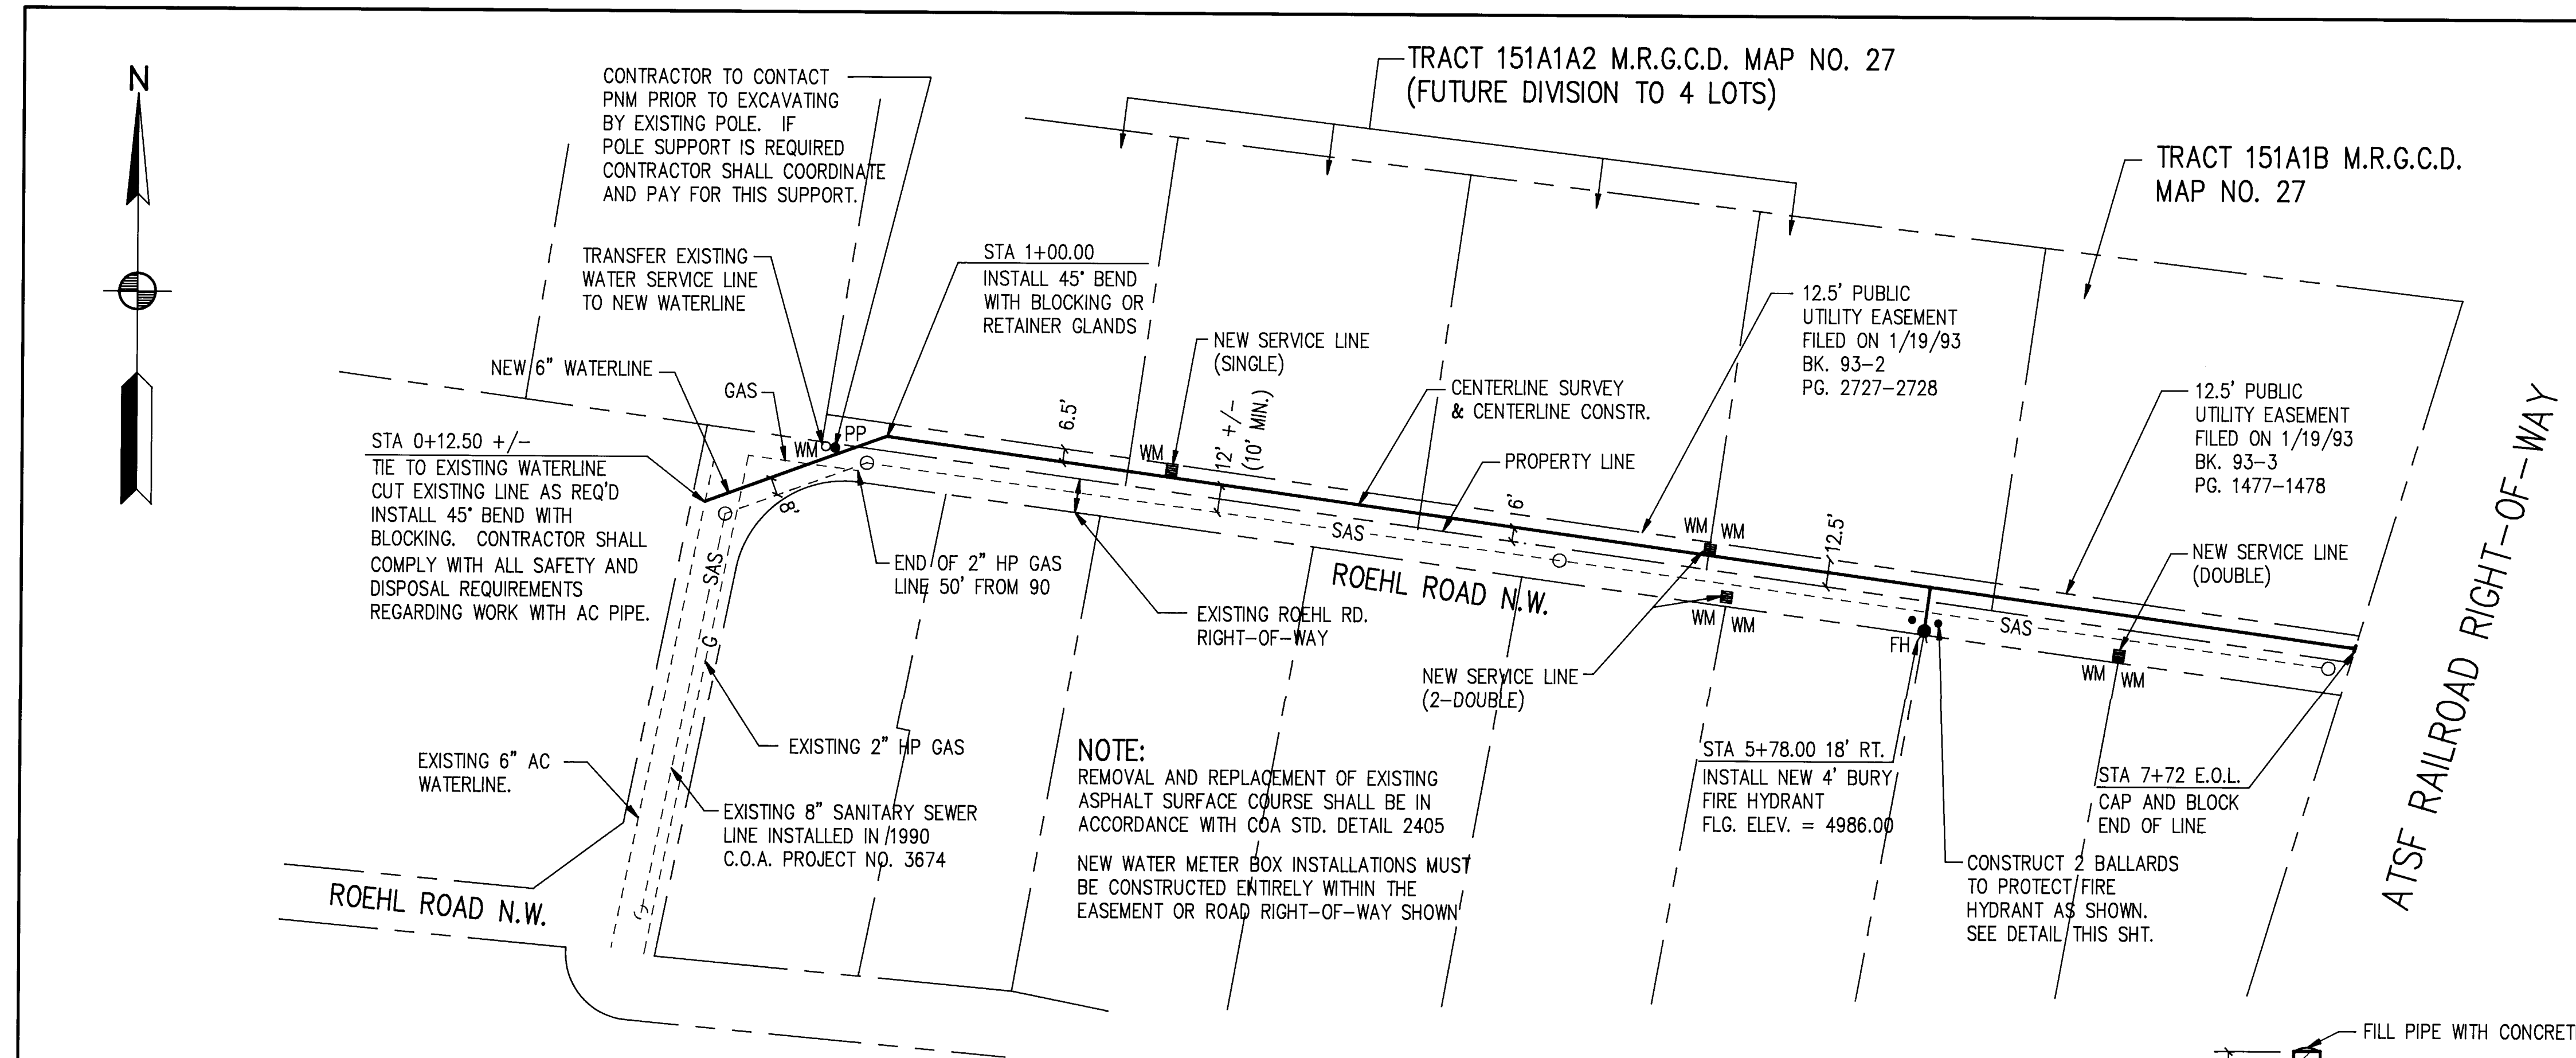 N
CONTRACTOR TO CONTACT
PNM PRIOR TO EXCAVATING
BY EXISTING POLE. IF
POLE SUPPORT IS REQUIRED
CONTRACTOR SHALL COORDINATE
AND PAY FOR THIS SUPPORT.
TRACT 151A1A2 M.R.G.C.D. MAP NO. 27
(FUTURE DIVISION TO 4 LOTS)
TRACT 151A1B M.R.G.C.D.
MAP NO. 27
TRANSFER EXISTING
WATER SERVICE LINE
TO NEW WATERLINE
STA 1+00.00
INSTALL 45° BEND
WITH BLOCKING OR
RETAINER GLANDS
NEW SERVICE LINE
(SINGLE)
12.5' PUBLIC
UTILITY EASEMENT
FILED ON 1/19/93
BK. 93-2
PG. 2727-2728
NEW 6" WATERLINE
GAS
CENTERLINE SURVEY
& CENTERLINE CONSTR.
12.5' PUBLIC
UTILITY EASEMENT
FILED ON 1/19/93
BK. 93-3
PG. 1477-1478
6.5'
12' +/-
(10' MIN.)
PP
WM
WM
PROPERTY LINE
STA 0+12.50 +/-
TIE TO EXISTING WATERLINE
CUT EXISTING LINE AS REQ'D
INSTALL 45° BEND WITH
BLOCKING. CONTRACTOR SHALL
COMPLY WITH ALL SAFETY AND
DISPOSAL REQUIREMENTS
REGARDING WORK WITH AC PIPE.
8'
SAS
6'
WM WM
12.5'
SAS
END OF 2" HP GAS
LINE 50' FROM 90
ROEHL ROAD N.W.
NEW SERVICE LINE
(DOUBLE)
EXISTING ROEHL RD.
RIGHT-OF-WAY
WM WM
SAS
FH
G
NEW SERVICE LINE
(2-DOUBLE)
WM WM
ATSF RAILROAD RIGHT-OF-WAY
EXISTING 2" HP GAS
EXISTING 6" AC
WATERLINE.
EXISTING 8" SANITARY SEWER
LINE INSTALLED IN 1990
C.O.A. PROJECT NO. 3674
NOTE:
REMOVAL AND REPLACEMENT OF EXISTING
ASPHALT SURFACE COURSE SHALL BE IN
ACCORDANCE WITH COA STD. DETAIL 2405
NEW WATER METER BOX INSTALLATIONS MUST
BE CONSTRUCTED ENTIRELY WITHIN THE
EASEMENT OR ROAD RIGHT-OF-WAY SHOWN
STA 5+78.00 18' RT.
INSTALL NEW 4' BURY
FIRE HYDRANT
FLG. ELEV. = 4986.00
STA 7+72 E.O.L.
CAP AND BLOCK
END OF LINE
CONSTRUCT 2 BALLARDS
TO PROTECT FIRE
HYDRANT AS SHOWN.
SEE DETAIL THIS SHT.
ROEHL ROAD N.W.
FILL PIPE WITH CONCRET